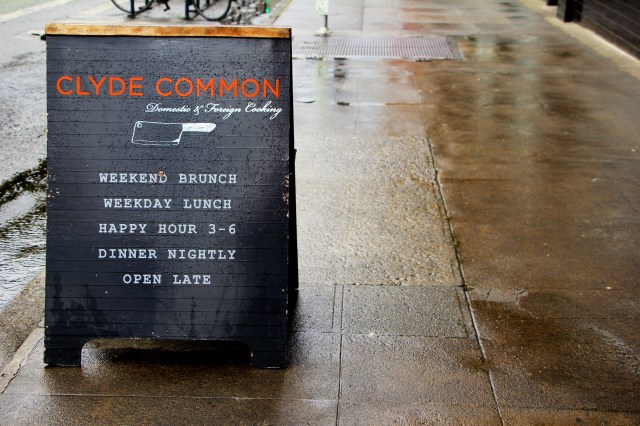 CLYDE COMMON
Domestic & Foreign Cooking
WEEKEND BRUNCH
WEEKDAY LUNCH
HAPPY HOUR 3-6
DINNER NIGHTLY
OPEN LATE